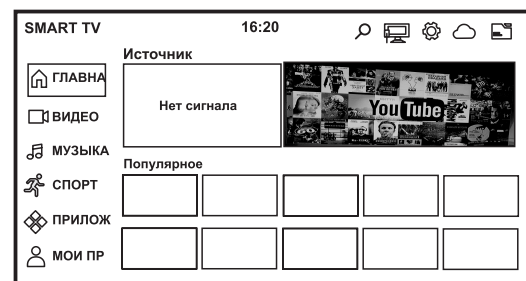 SMART TV
16:20
Источник
ГЛАВНА
Нет сигнала
YouTube
ВИДЕО
МУЗЫКА
Популярное
СПОРТ
ПРИЛОЖ
МОИ ПР